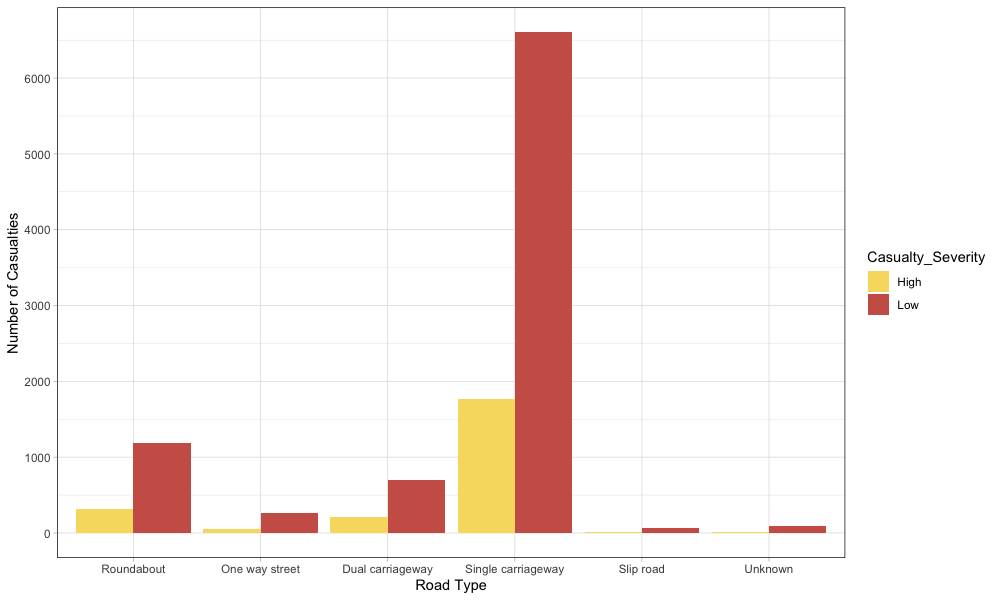 6000
5000
4000
3000
2000
1000
0
Number of Casualties
Roundabout One way street Dual carriageway Single carriageway Slip road Unknown
Road Type
Casualty_Severity
High
Low